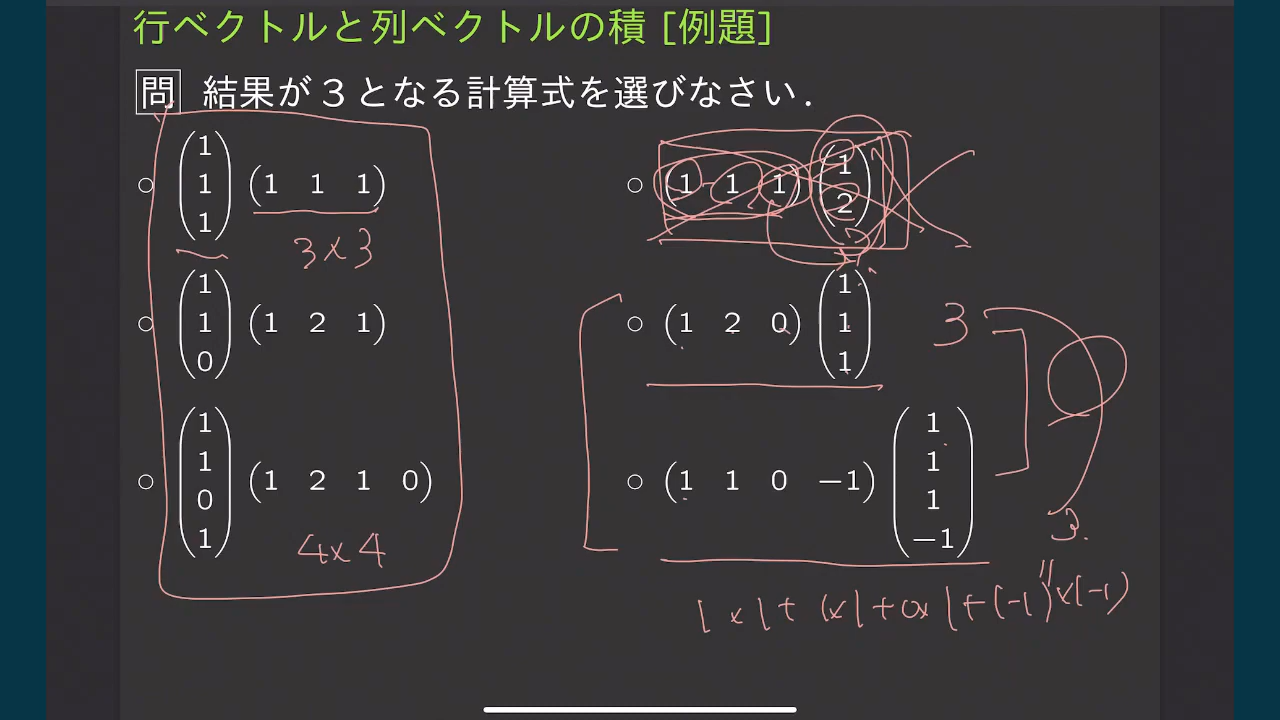 行ベクトルと列ベクトルの積 [例題]
問 結果が３となる計算式を選びなさい.
1
1 (1 1 1)
1
3×3
1
1 (1 2 1)
0
1
1 (1 2 1 0)
0
1
4×4
(1 1 1) 1
2
1
(1 2 0) 1
1
3
1
1
(1 1 0 −1) 1
−1
3.
1×1+1×1+0×1+(-1)×(-1)